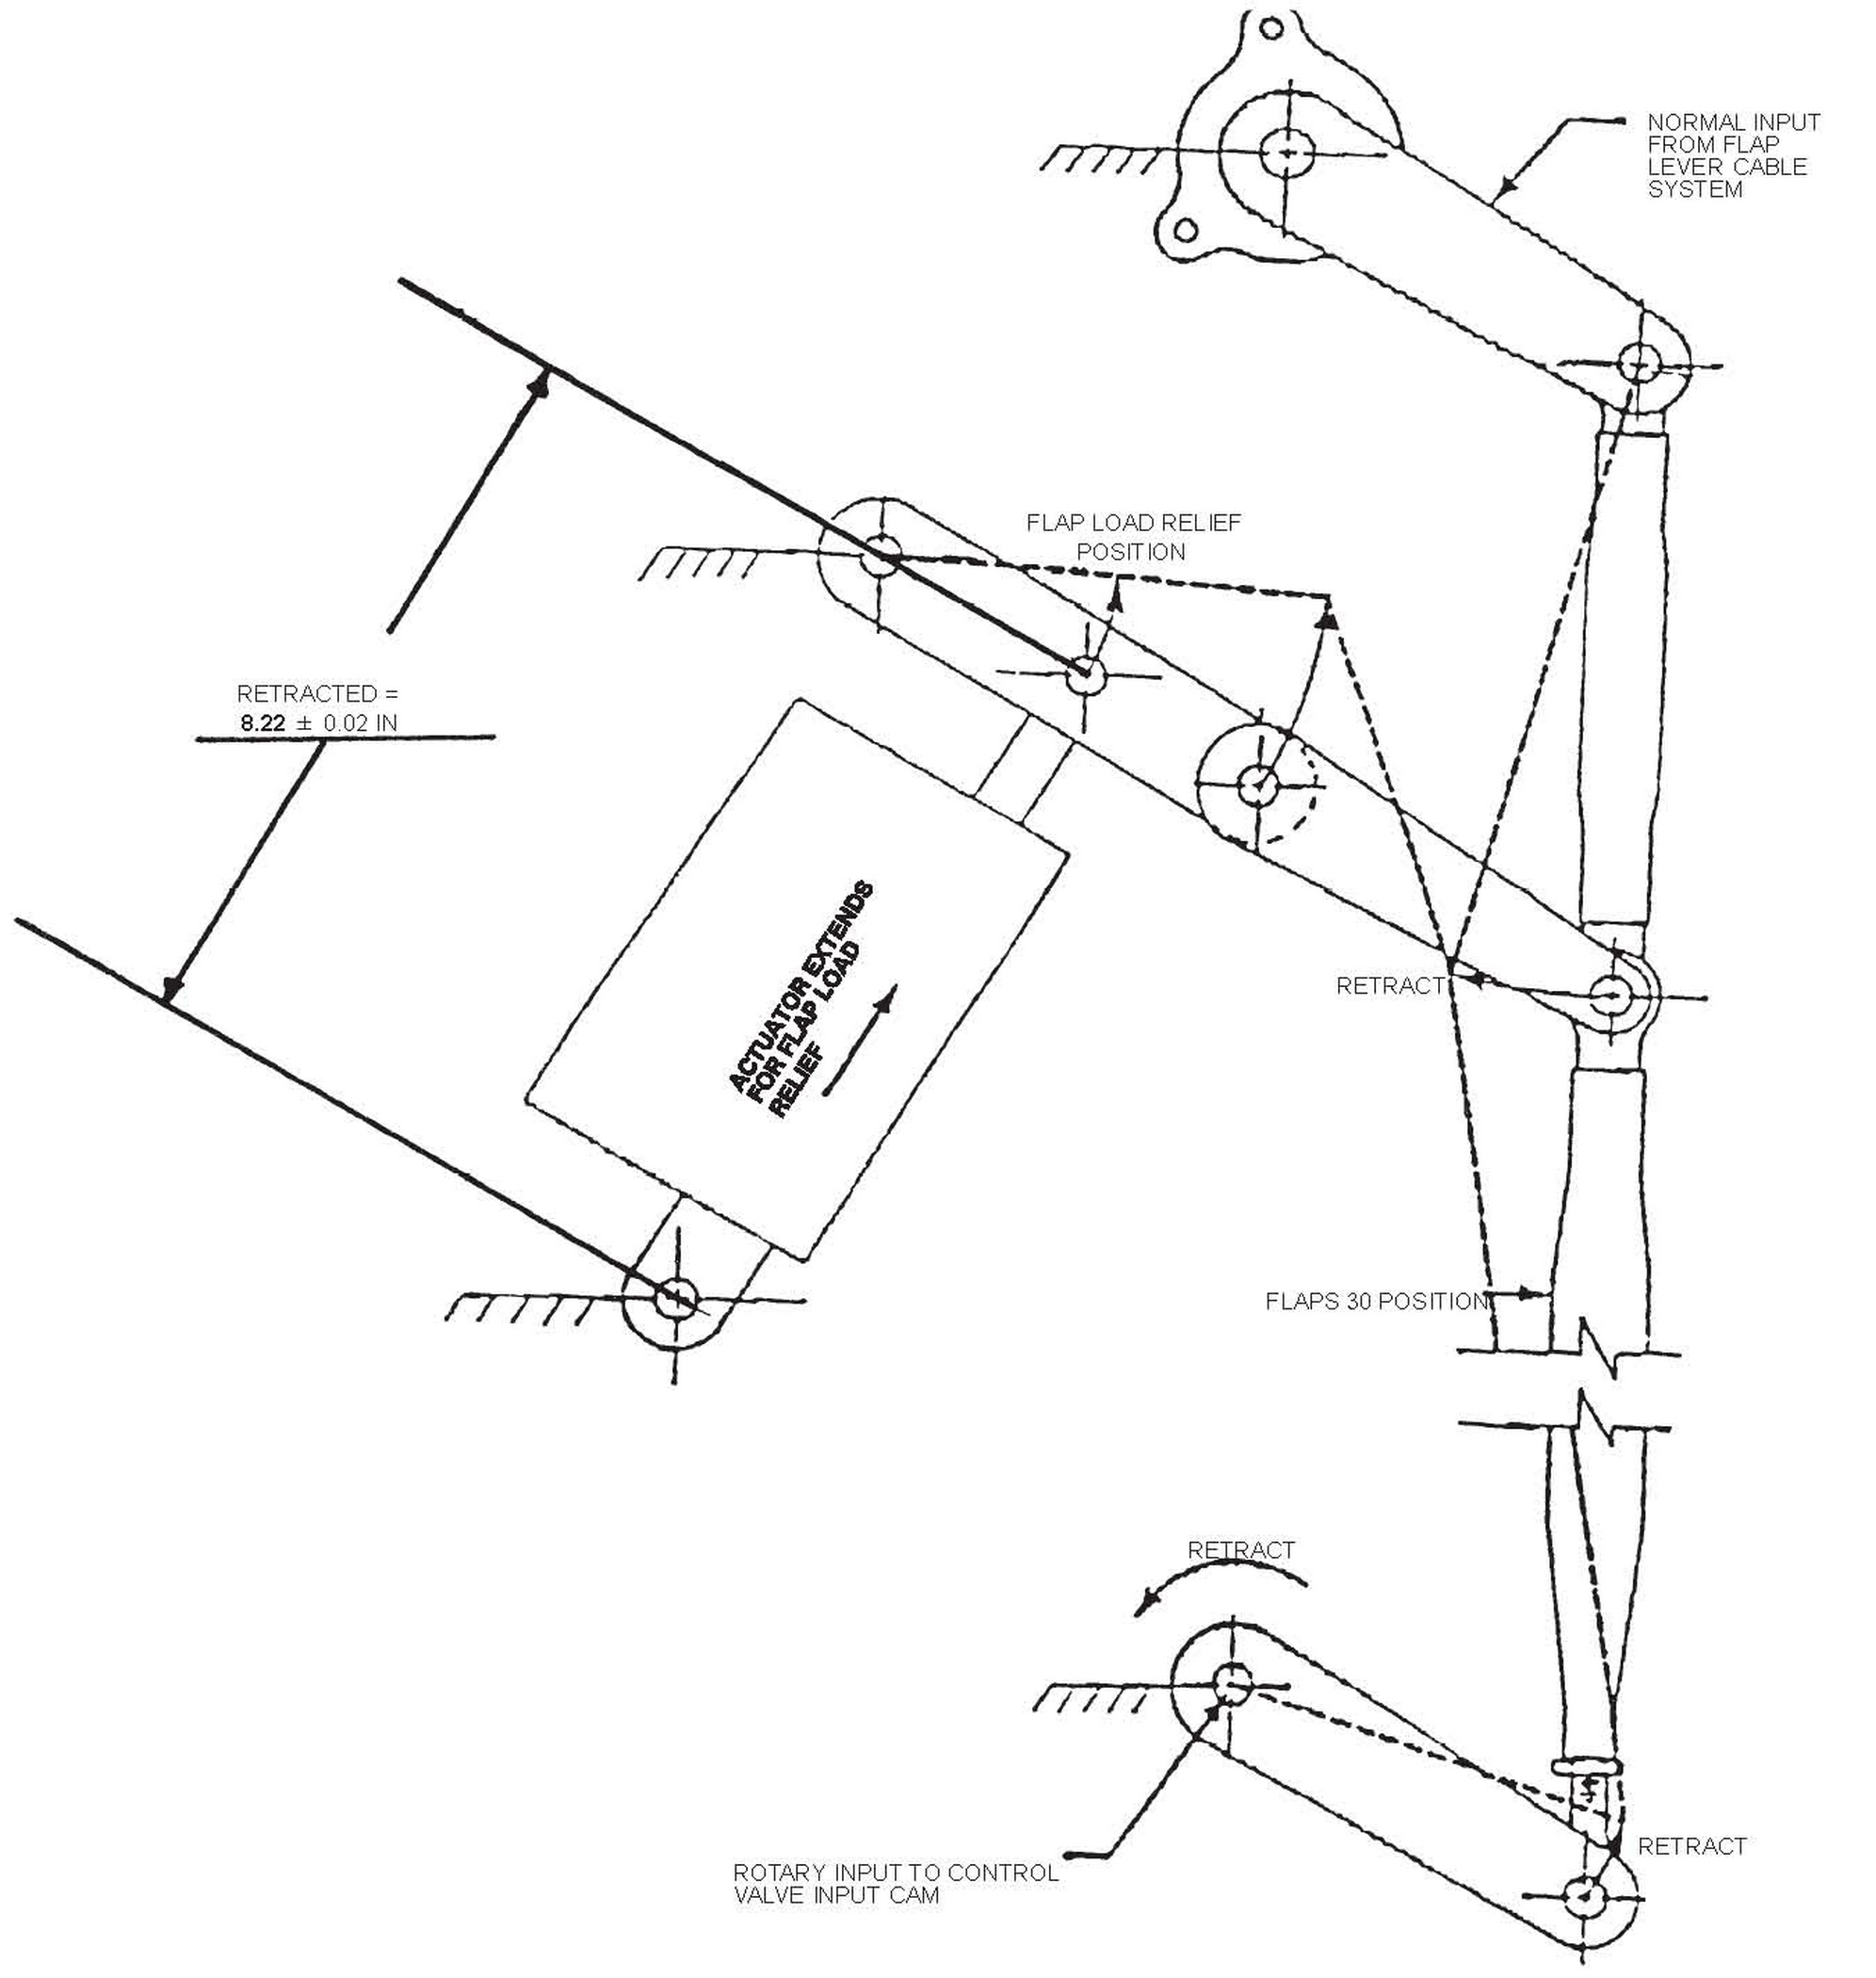 NORMAL INPUT
FROM FLAP
LEVER CABLE
SYSTEM
FLAP LOAD RELIEF
POSITION
RETRACTED =
8.22 ± 0.02 IN
ACTUATOR EXTENDS
FOR FLAP LOAD
RELIEF
RETRACT
FLAPS 30 POSITION
RETRACT
RETRACT
ROTARY INPUT TO CONTROL
VALVE INPUT CAM